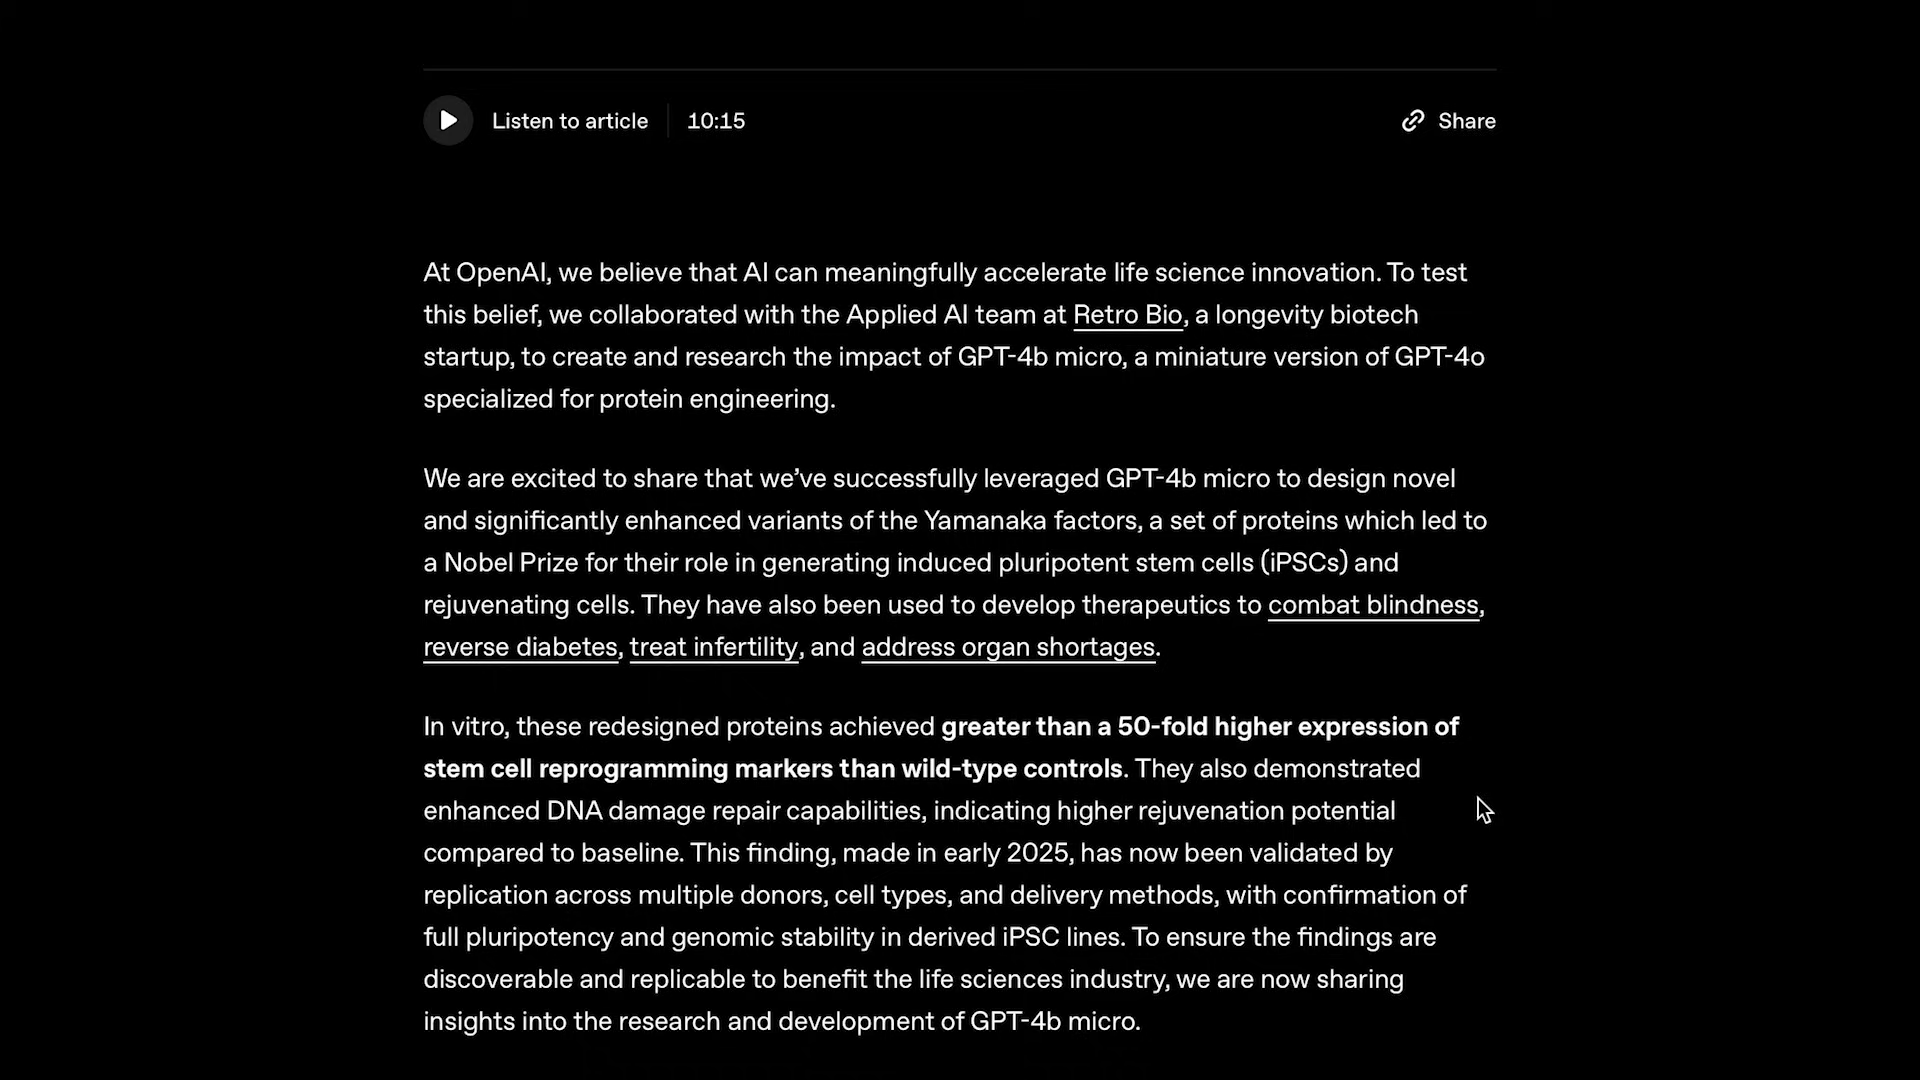 Listen to article
10:15
Share
At OpenAI, we believe that AI can meaningfully accelerate life science innovation. To test
this belief, we collaborated with the Applied AI team at Retro Bio, a longevity biotech
startup, to create and research the impact of GPT-4b micro, a miniature version of GPT-4o
specialized for protein engineering.
We are excited to share that we’ve successfully leveraged GPT-4b micro to design novel
and significantly enhanced variants of the Yamanaka factors, a set of proteins which led to
a Nobel Prize for their role in generating induced pluripotent stem cells (iPSCs) and
rejuvenating cells. They have also been used to develop therapeutics to combat blindness,
reverse diabetes, treat infertility, and address organ shortages.
In vitro, these redesigned proteins achieved greater than a 50-fold higher expression of
stem cell reprogramming markers than wild-type controls. They also demonstrated
enhanced DNA damage repair capabilities, indicating higher rejuvenation potential
compared to baseline. This finding, made in early 2025, has now been validated by
replication across multiple donors, cell types, and delivery methods, with confirmation of
full pluripotency and genomic stability in derived iPSC lines. To ensure the findings are
discoverable and replicable to benefit the life sciences industry, we are now sharing
insights into the research and development of GPT-4b micro.